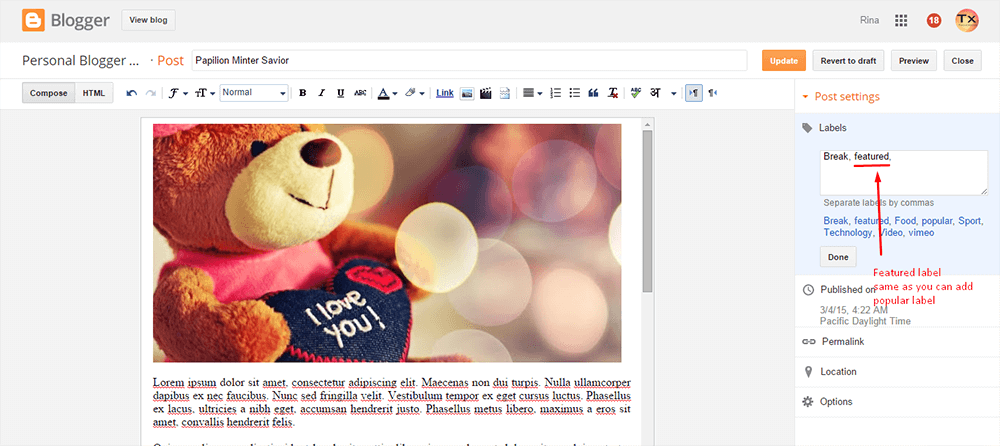 Blogger
View blog
Rina
18
TX
Personal Blogger ... · Post
Papilion Minter Savior
Update
Revert to draft
Preview
Close
Compose
HTML
Normal
B I U ABC
A
Link
अ
Post settings
Labels
Break, featured,
Separate labels by commas
Break, featured, Food, popular, Sport,
Technology, Video, vimeo
Done
Featured label
same as you can add
popular label
Published on
3/4/15, 4:22 AM
Pacific Daylight Time
Permalink
Location
Options
I love
you!
Lorem ipsum dolor sit amet, consectetur adipiscing elit. Maecenas non dui turpis. Nulla ullamcorper
dapibus ex nec faucibus. Nunc sed fringilla velit. Vestibulum tempor ex eget cursus luctus. Phasellus
ex lacus, ultricies a nibh eget, accumsan hendrerit justo. Phasellus metus libero, maximus a eros sit
amet, convallis hendrerit felis.